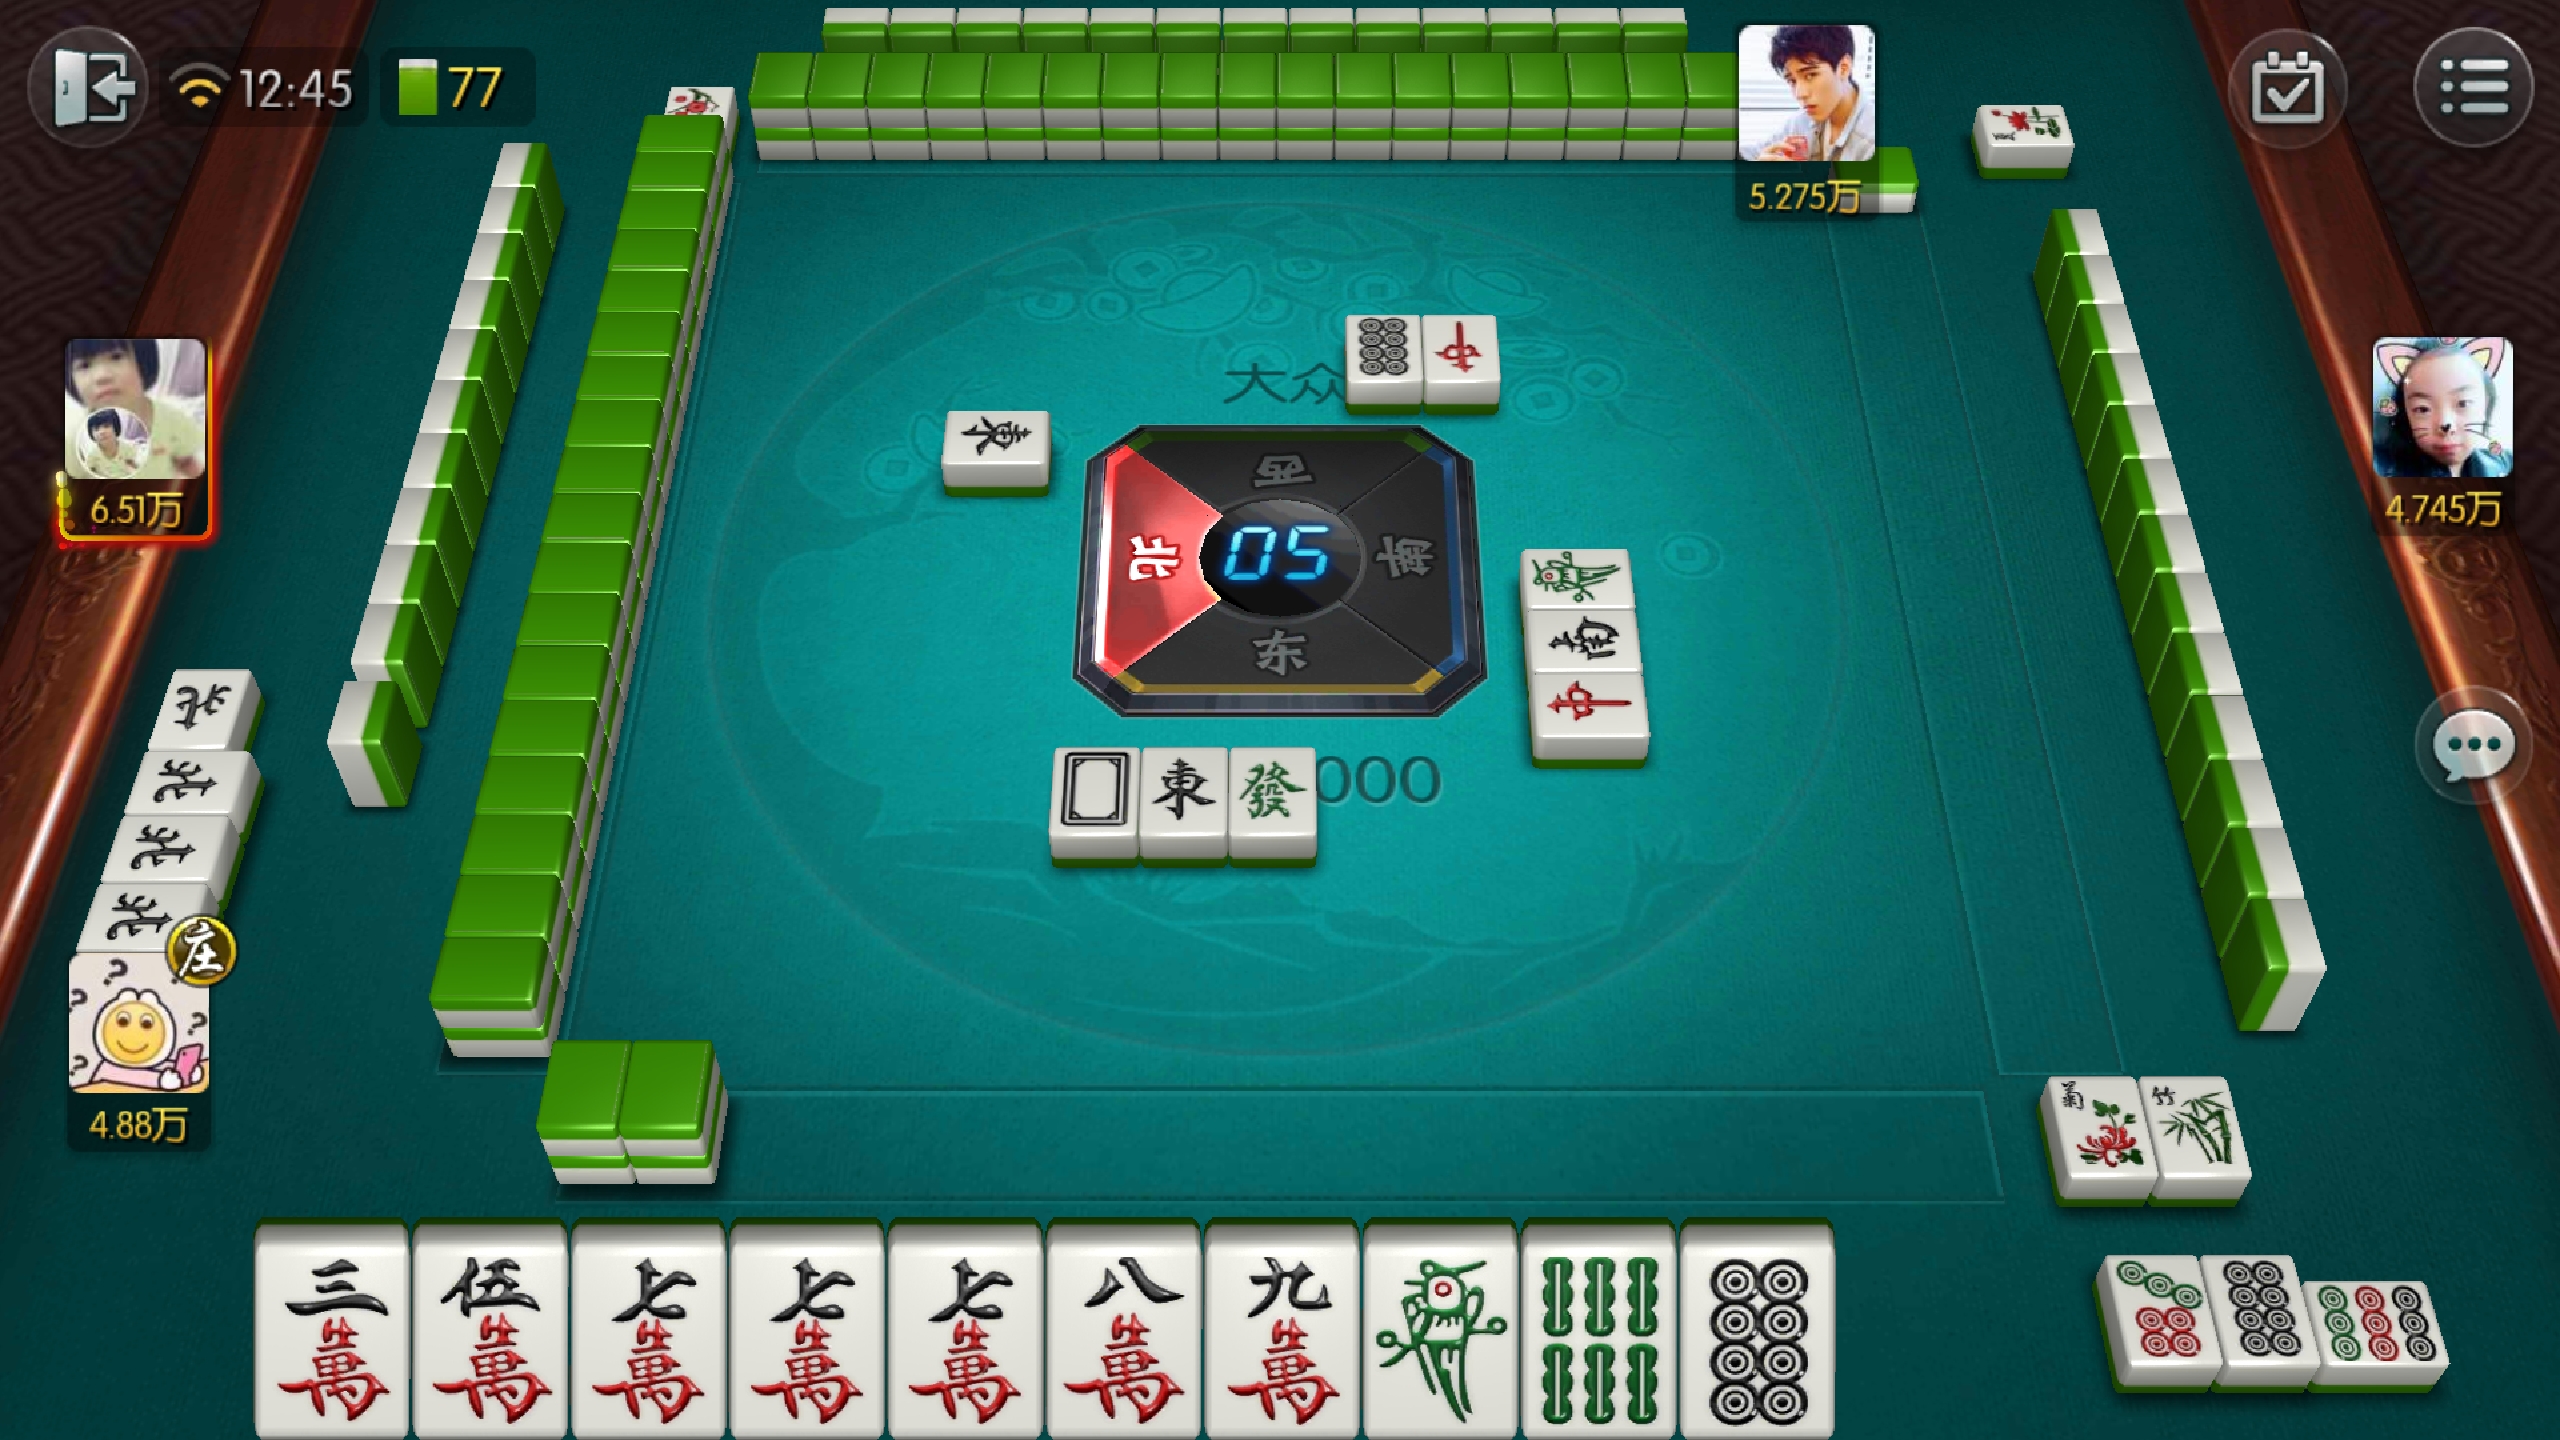 12:45
77
5.275万
大众
中
東
西
6.51万
北
05
南
4.745万
南
中
东
東
發
000
北
北
北
北
庄
菊
竹
4.88万
三萬
伍萬
七萬
七萬
七萬
八萬
九萬